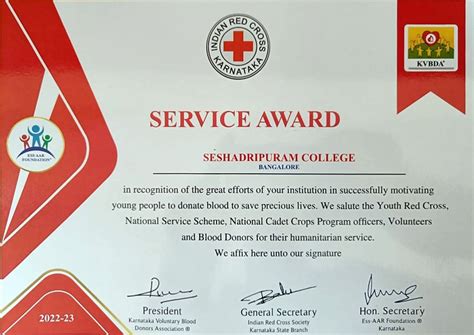 INDIAN RED CROSS
KARNATAKA
KVBDA
ESS-AAR
FOUNDATION
SERVICE AWARD
SESHADRIPURAM COLLEGE
BANGALORE
in recognition of the great efforts of your institution in successfully motivating
young people to donate blood to save precious lives. We salute the Youth Red Cross,
National Service Scheme, National Cadet Crops Program officers, Volunteers
and Blood Donors for their humanitarian service.
We affix here unto our signature
2022-23
President
Karnataka Voluntary Blood
Donors Association ®
General Secretary
Indian Red Cross Society
Karnataka State Branch
Hon. Secretary
Ess-AAR Foundation ®
Karnataka